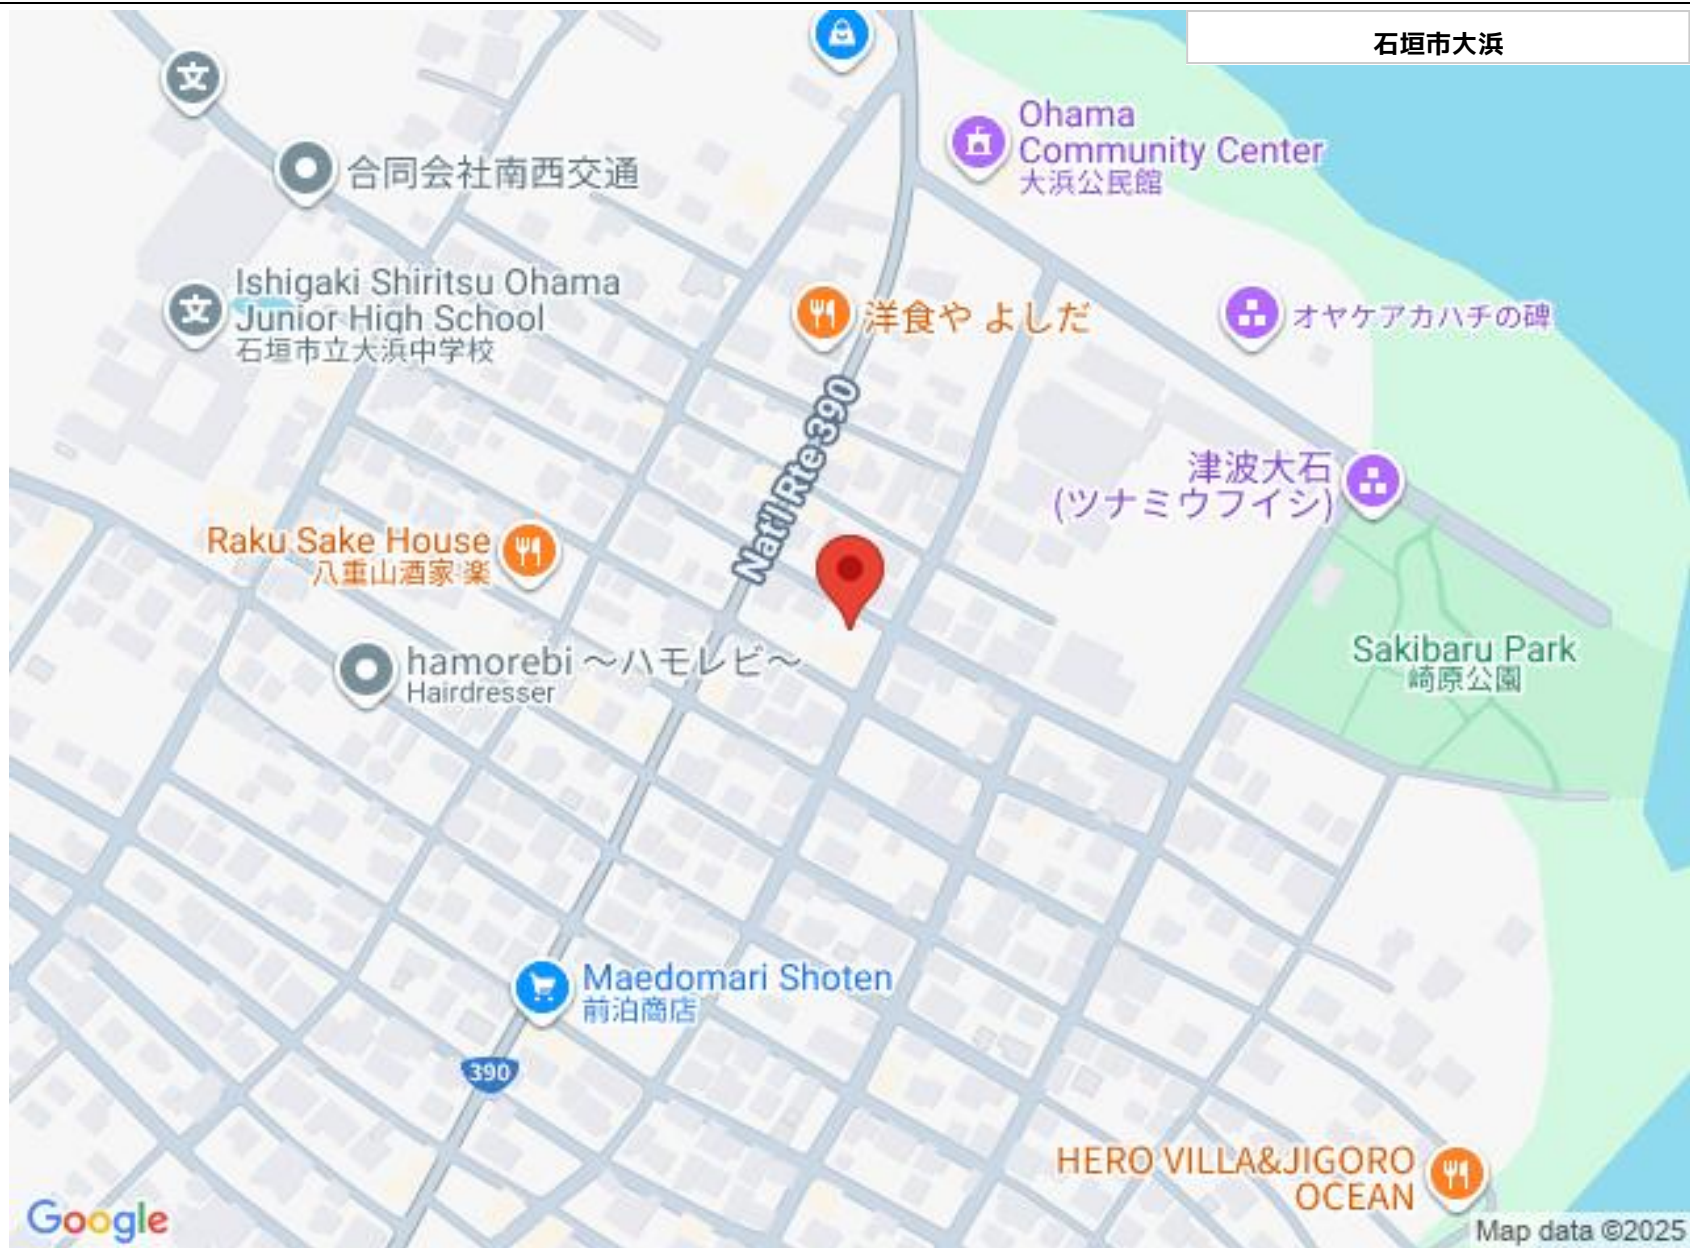 石垣市大浜
Ohama
Community Center
大浜公民館
合同会社南西交通
Ishigaki Shiritsu Ohama
Junior High School
石垣市立大浜中学校
洋食や よしだ
オヤケアカハチの碑
Nat'l Rte 390
津波大石
(ツナミウフイシ)
Raku Sake House
八重山酒家 楽
Sakibaru Park
崎原公園
hamorebi ～ハモレビ～
Hairdresser
Maedomari Shoten
前泊商店
390
HERO VILLA&JIGORO
OCEAN
Google
Map data ©2025
文
文